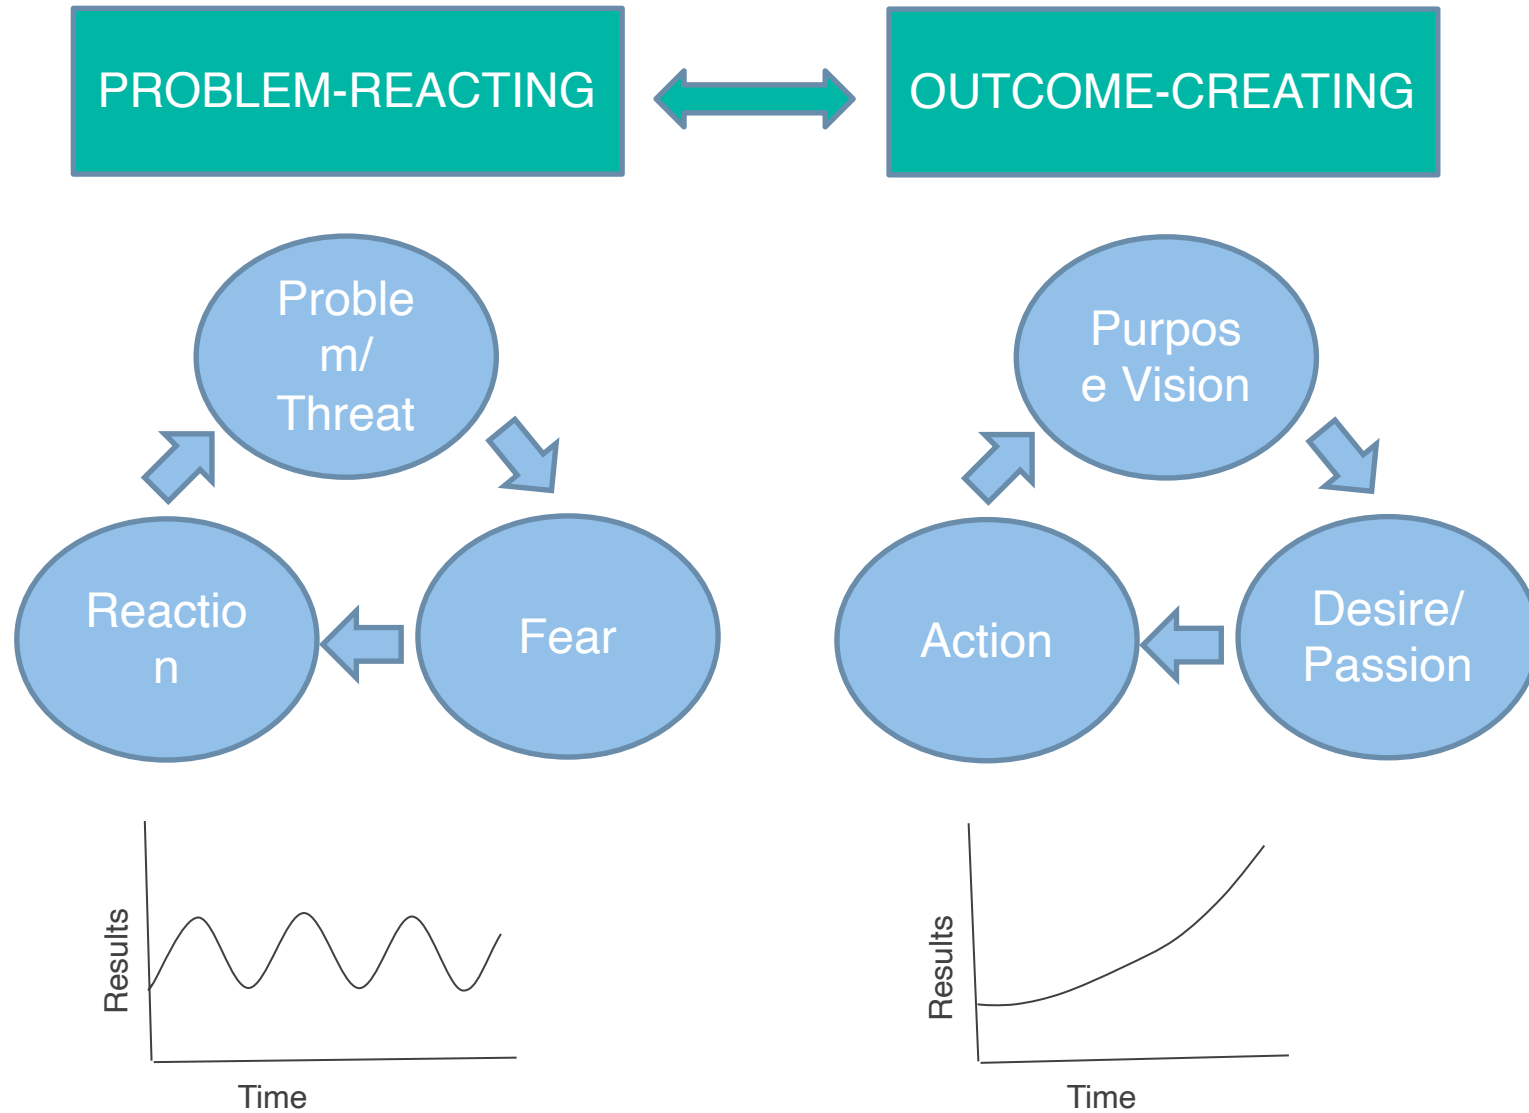 PROBLEM-REACTING
OUTCOME-CREATING
Proble
m/
Threat
Fear
Reactio
n
Purpos
e Vision
Desire/
Passion
Action
Results
Time
Results
Time